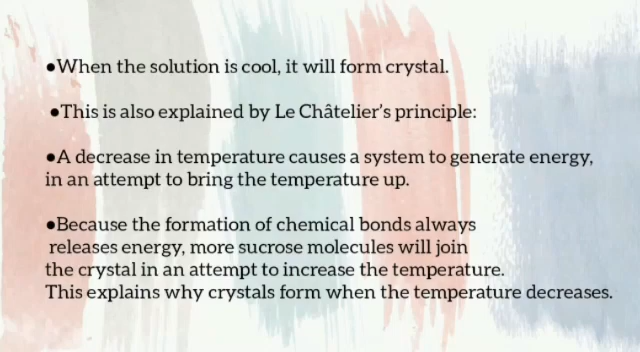 ●When the solution is cool, it will form crystal.
●This is also explained by Le Châtelier's principle:
●A decrease in temperature causes a system to generate energy,
in an attempt to bring the temperature up.
●Because the formation of chemical bonds always
releases energy, more sucrose molecules will join
the crystal in an attempt to increase the temperature.
This explains why crystals form when the temperature decreases.